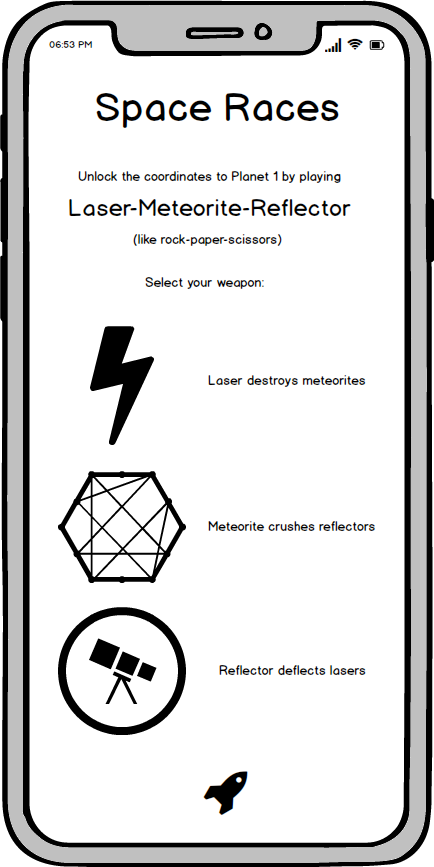 06:53 PM
Space Races
Unlock the coordinates to Planet 1 by playing
Laser-Meteorite-Reflector
(like rock-paper-scissors)
Select your weapon:
Laser destroys meteorites
Meteorite crushes reflectors
Reflector deflects lasers